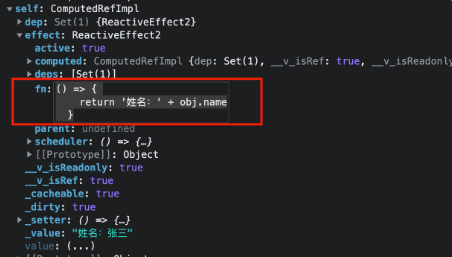 self: ComputedRefImpl
dep: Set(1) {ReactiveEffect2}
effect: ReactiveEffect2
active: true
computed: ComputedRefImpl {dep: Set(1), __v_isRef: true, __v_isReadonly
deps: [Set(1)]
fn: () => {
return '姓名：' + obj.name
}
parent: undefined
scheduler: () => {…}
[[Prototype]]: Object
__v_isReadonly: true
__v_isRef: true
_cacheable: true
_dirty: true
_setter: () => {…}
_value: "姓名：张三"
value: (...)
[[Prototype]]: Object